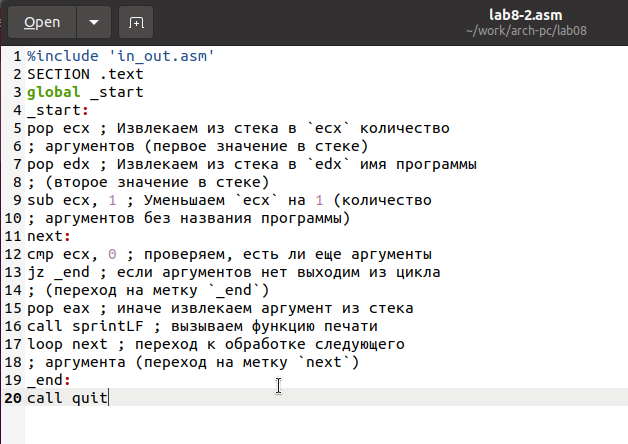 Open
lab8-2.asm
~/work/arch-pc/lab08
1 %include 'in_out.asm'
2 SECTION .text
3 global _start
4 _start:
5 pop ecx ; Извлекаем из стека в `ecx` количество
6 ; аргументов (первое значение в стеке)
7 pop edx ; Извлекаем из стека в `edx` имя программы
8 ; (второе значение в стеке)
9 sub ecx, 1 ; Уменьшаем `ecx` на 1 (количество
10 ; аргументов без названия программы)
11 next:
12 cmp ecx, 0 ; проверяем, есть ли еще аргументы
13 jz _end ; если аргументов нет выходим из цикла
14 ; (переход на метку `_end`)
15 pop eax ; иначе извлекаем аргумент из стека
16 call sprintLF ; вызываем функцию печати
17 loop next ; переход к обработке следующего
18 ; аргумента (переход на метку `next`)
19 _end:
20 call quit